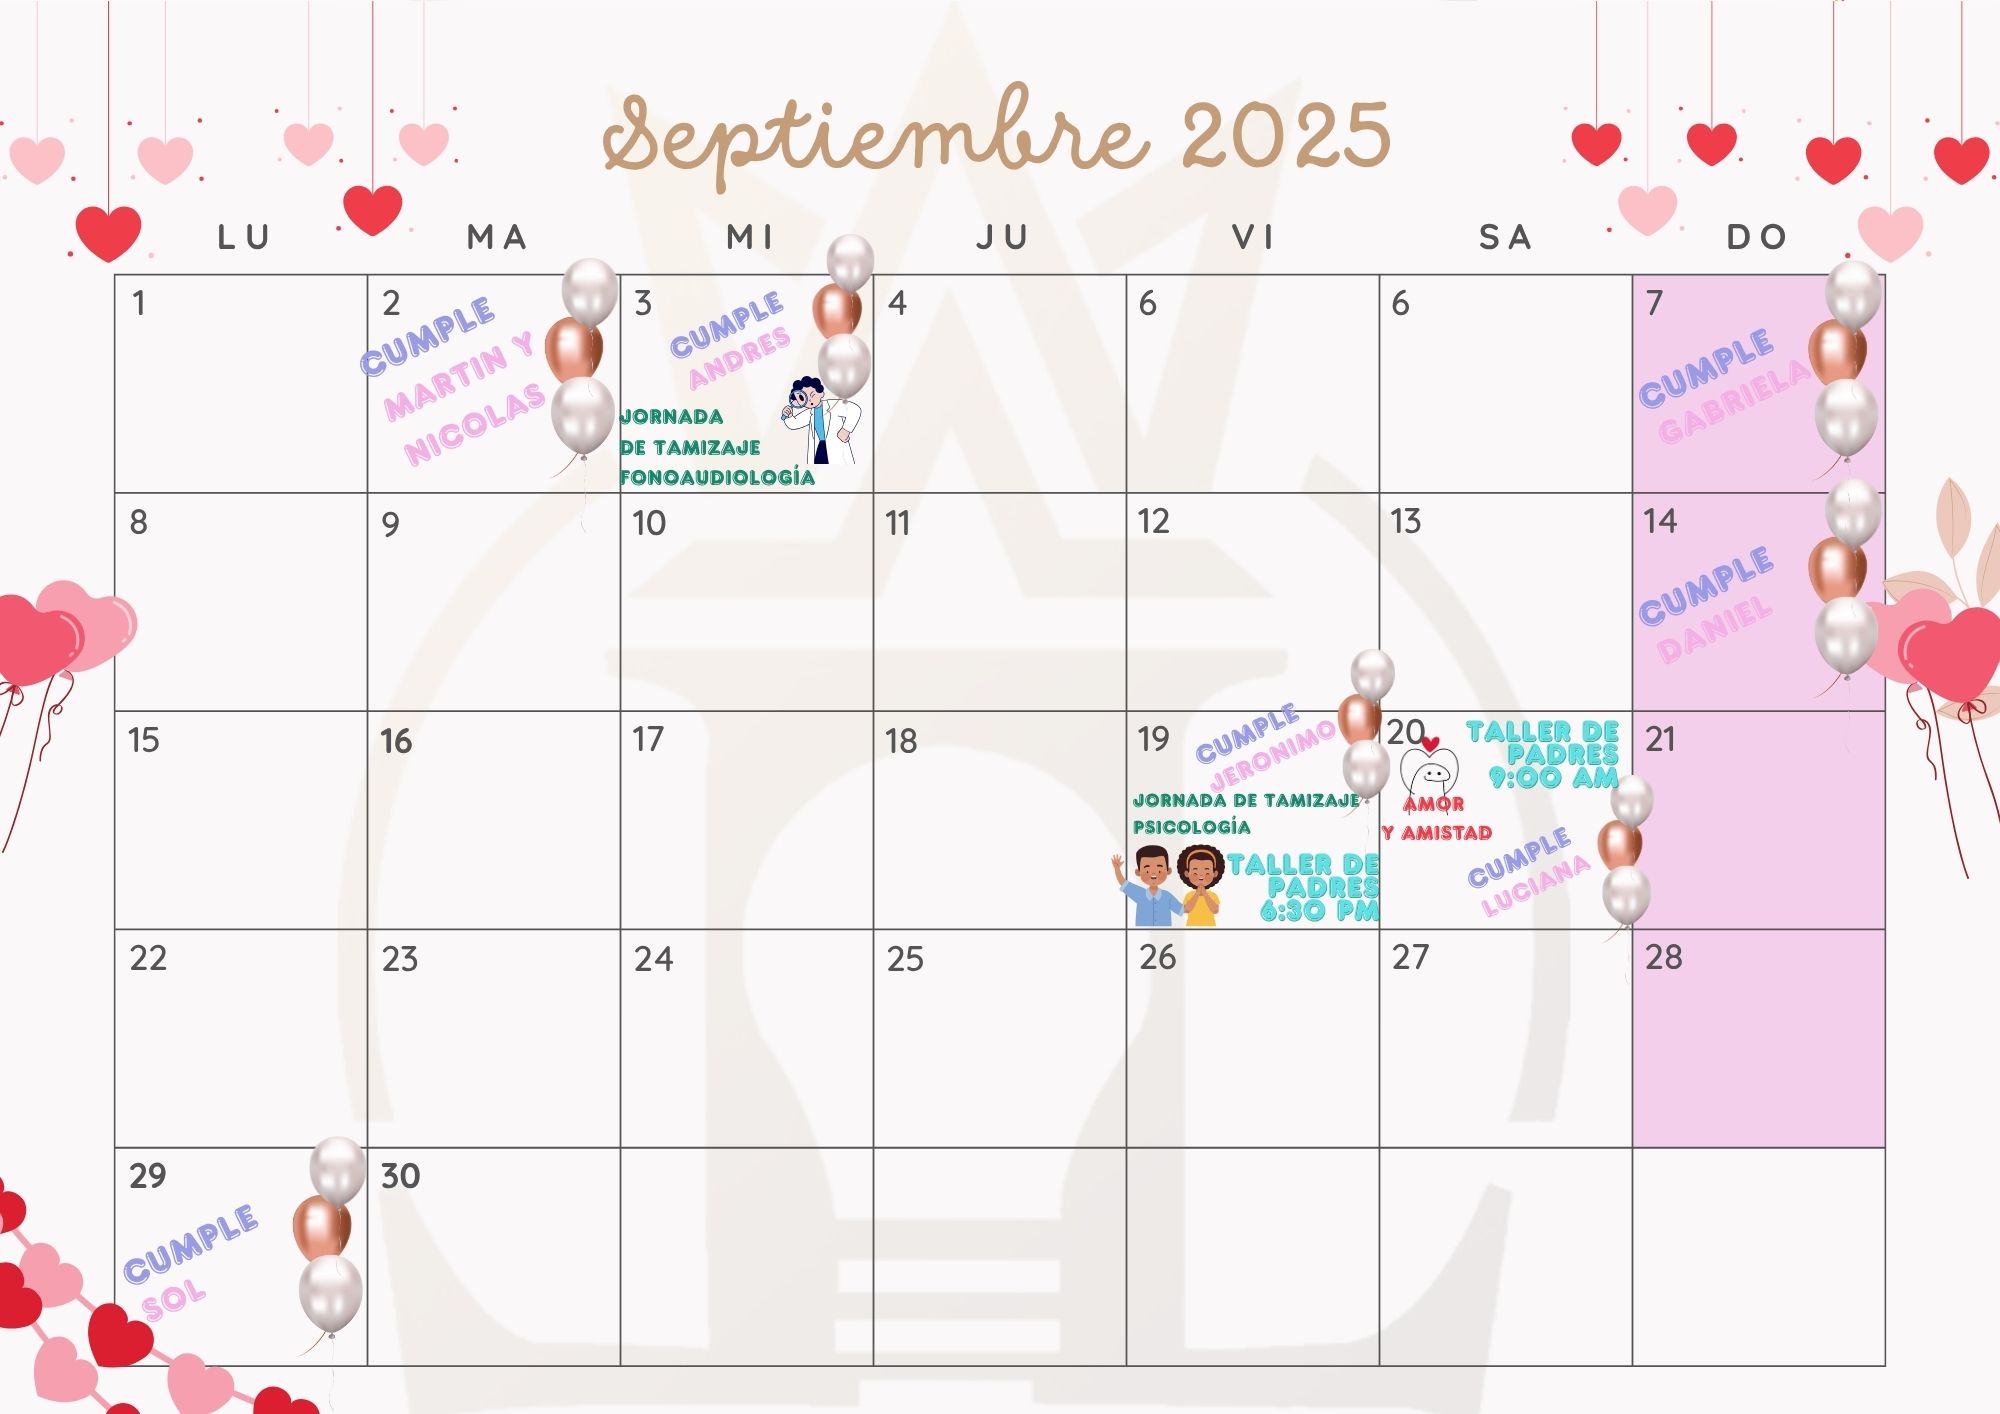 Septiembre 2025
LU MA MI JU VI SA DO
1
2
CUMPLE
MARTIN Y
NICOLAS
3
CUMPLE
ANDRES
JORNADA
DE TAMIZAJE
FONOAUDIOLOGÍA
4
6
6
7
CUMPLE
GABRIELA
8
9
10
11
12
13
14
CUMPLE
DANIEL
15
16
17
18
19
CUMPLE
JERONIMO
JORNADA DE TAMIZAJE
PSICOLOGÍA
TALLER DE
PADRES
6:30 PM
20
TALLER DE
PADRES
9:00 AM
AMOR
Y AMISTAD
CUMPLE
LUCIANA
21
22
23
24
25
26
27
28
29
CUMPLE
SOL
30